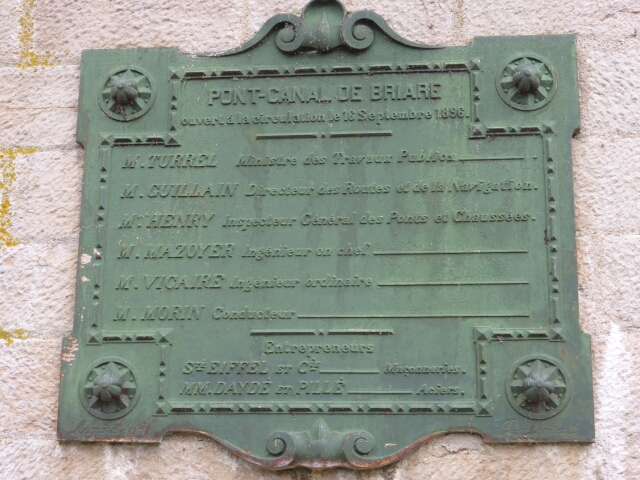 PONT-CANAL DE BRIARE
ouvert à la circulation le 16 Septembre 1896.
M. TURREL Ministre des Travaux Publics
M. GUILLAIN Directeur des Routes et de la Navigation.
M. HENRY Inspecteur Général des Ponts et Chaussées.
M. MAZOYER Ingénieur en chef
M. VICAIRE Ingénieur ordinaire
M. MORIN Conducteur
Entrepreneurs
Sté EIFFEL ET Cie Maçonneries.
MM. DAYDÉ ET PILLÉ Aciers.